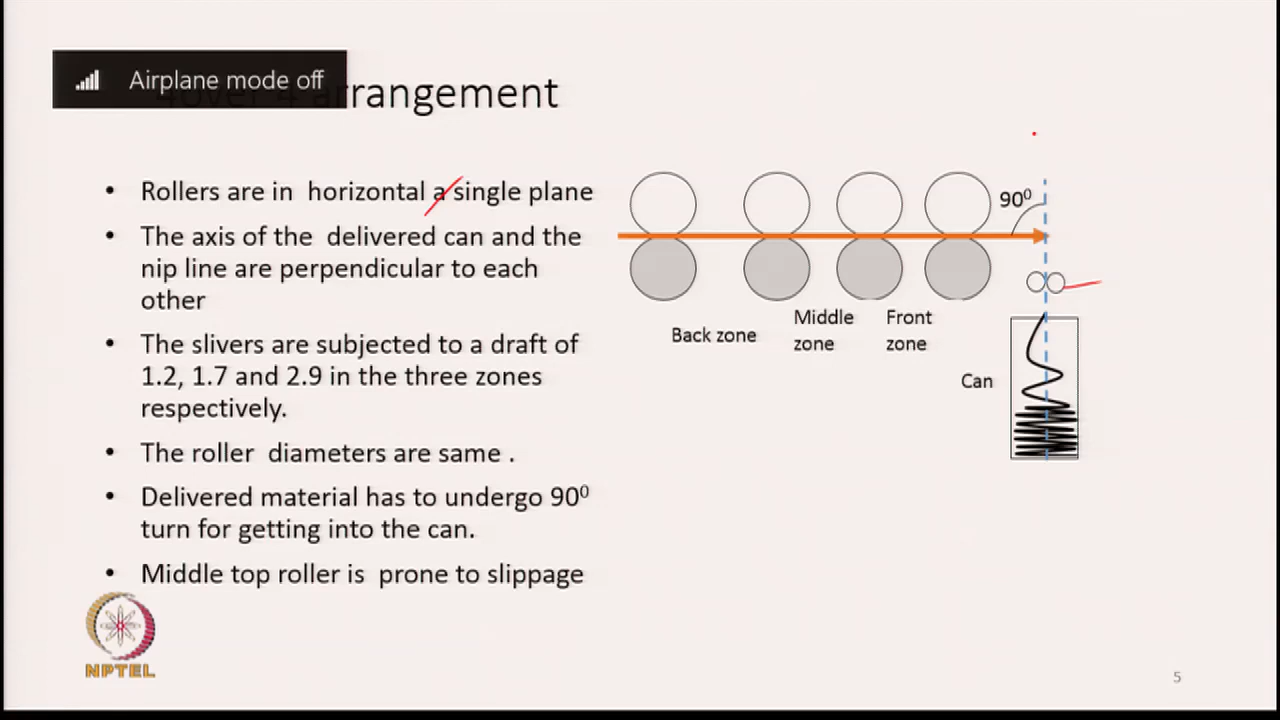 Airplane mode off
arrangement
• Rollers are in horizontal a single plane
• The axis of the delivered can and the
nip line are perpendicular to each
other
• The slivers are subjected to a draft of
1.2, 1.7 and 2.9 in the three zones
respectively.
• The roller diameters are same .
• Delivered material has to undergo 90⁰
turn for getting into the can.
• Middle top roller is prone to slippage
90⁰
Back zone
Middle
zone
Front
zone
Can
NPTEL
5